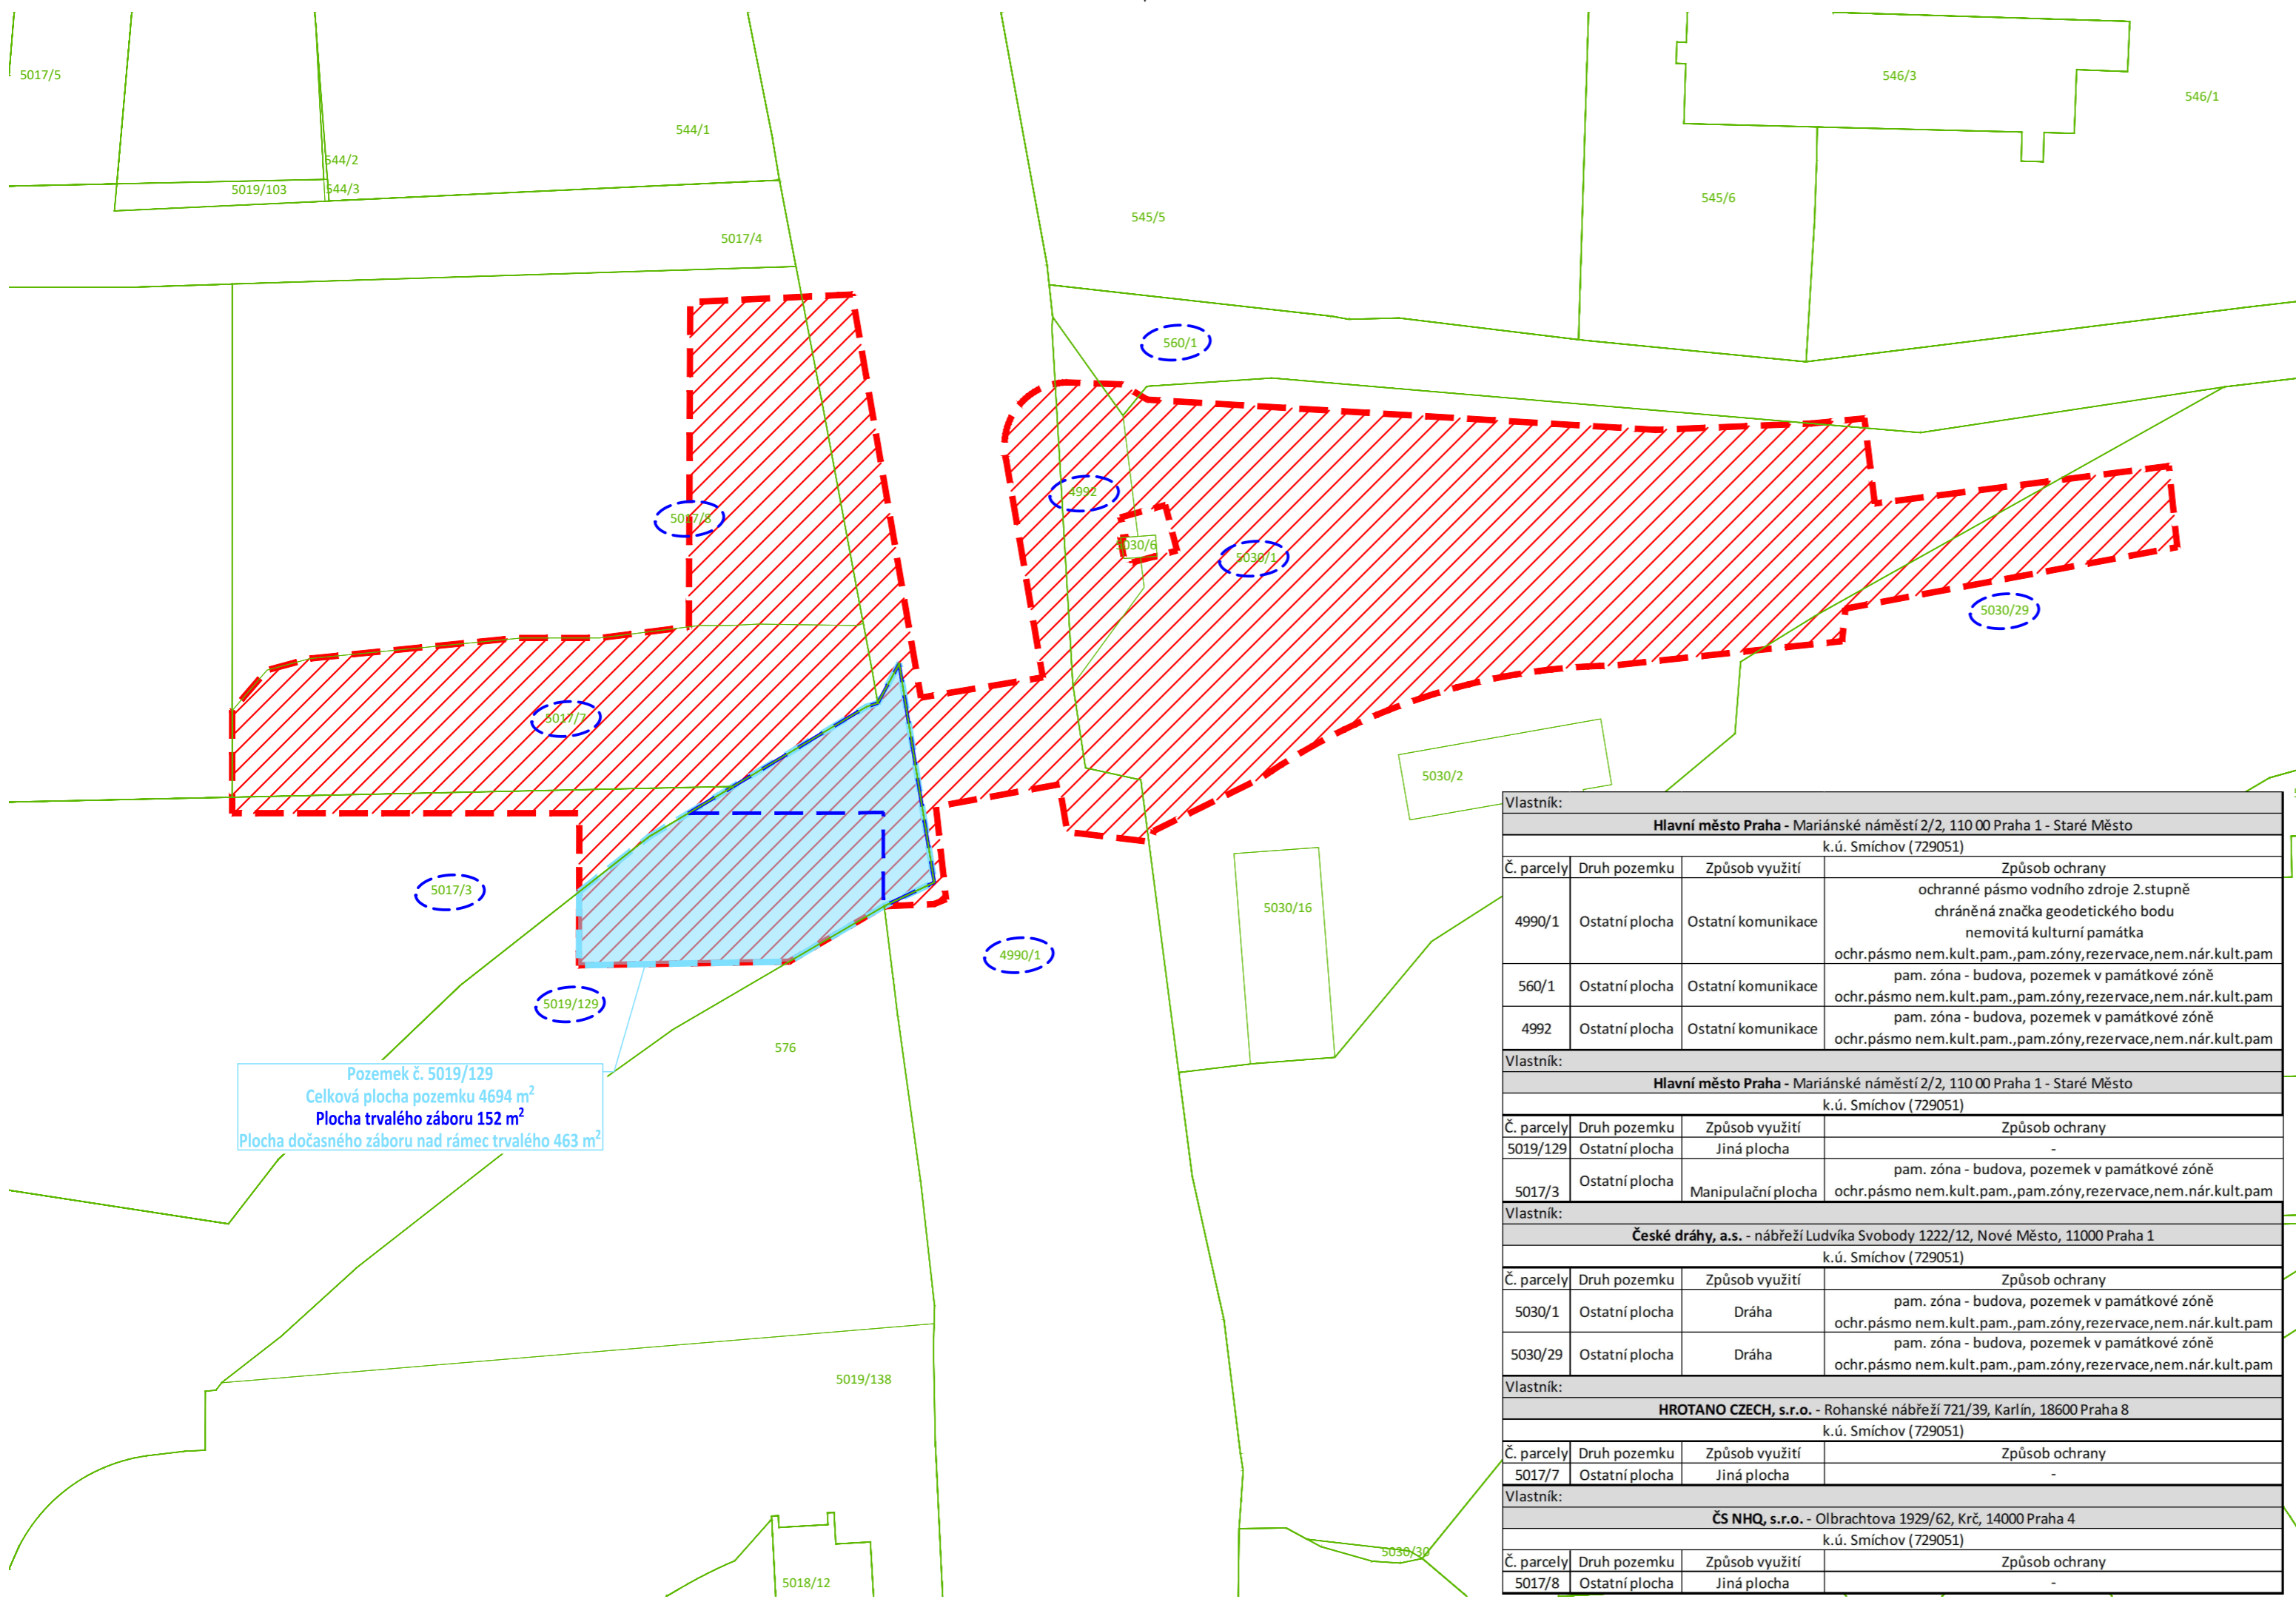 5017/5
546/3
546/1
544/1
544/2
5019/103
544/3
545/6
545/5
5017/4
560/1
4992
5017/8
5030/6
5030/1
5030/29
5017/7
5030/2
5017/3
5030/16
4990/1
5019/129
576
Pozemek č. 5019/129
Celková plocha pozemku 4694 m²
Plocha trvalého záboru 152 m²
Plocha dočasného záboru nad rámec trvalého 463 m²
5019/138
5030/30
5018/12
Vlastník:
Hlavní město Praha - Mariánské náměstí 2/2, 110 00 Praha 1 - Staré Město
k.ú. Smíchov (729051)
Č. parcely Druh pozemku Způsob využití Způsob ochrany
ochranné pásmo vodního zdroje 2.stupně
chráněná značka geodetického bodu
4990/1 Ostatní plocha Ostatní komunikace
nemovitá kulturní památka
ochr.pásmo nem.kult.pam.,pam.zóny,rezervace,nem.nár.kult.pam
pam. zóna - budova, pozemek v památkové zóně
560/1 Ostatní plocha Ostatní komunikace
ochr.pásmo nem.kult.pam.,pam.zóny,rezervace,nem.nár.kult.pam
pam. zóna - budova, pozemek v památkové zóně
4992 Ostatní plocha Ostatní komunikace
ochr.pásmo nem.kult.pam.,pam.zóny,rezervace,nem.nár.kult.pam
Vlastník:
Hlavní město Praha - Mariánské náměstí 2/2, 110 00 Praha 1 - Staré Město
k.ú. Smíchov (729051)
Č. parcely Druh pozemku Způsob využití Způsob ochrany
5019/129 Ostatní plocha Jiná plocha -
pam. zóna - budova, pozemek v památkové zóně
5017/3 Ostatní plocha Manipulační plocha
ochr.pásmo nem.kult.pam.,pam.zóny,rezervace,nem.nár.kult.pam
Vlastník:
České dráhy, a.s. - nábřeží Ludvíka Svobody 1222/12, Nové Město, 11000 Praha 1
k.ú. Smíchov (729051)
Č. parcely Druh pozemku Způsob využití Způsob ochrany
pam. zóna - budova, pozemek v památkové zóně
5030/1 Ostatní plocha Dráha
ochr.pásmo nem.kult.pam.,pam.zóny,rezervace,nem.nár.kult.pam
pam. zóna - budova, pozemek v památkové zóně
5030/29 Ostatní plocha Dráha
ochr.pásmo nem.kult.pam.,pam.zóny,rezervace,nem.nár.kult.pam
Vlastník:
HROTANO CZECH, s.r.o. - Rohanské nábřeží 721/39, Karlín, 18600 Praha 8
k.ú. Smíchov (729051)
Č. parcely Druh pozemku Způsob využití Způsob ochrany
5017/7 Ostatní plocha Jiná plocha -
Vlastník:
ČS NHQ, s.r.o. - Olbrachtova 1929/62, Krč, 14000 Praha 4
k.ú. Smíchov (729051)
Č. parcely Druh pozemku Způsob využití Způsob ochrany
5017/8 Ostatní plocha Jiná plocha -